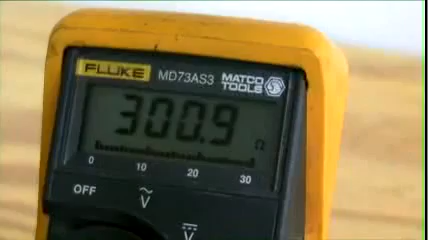 FLUKE MD73AS3 MATCO TOOLS
300.9 Ω
0 10 20 30
OFF Ṽ V